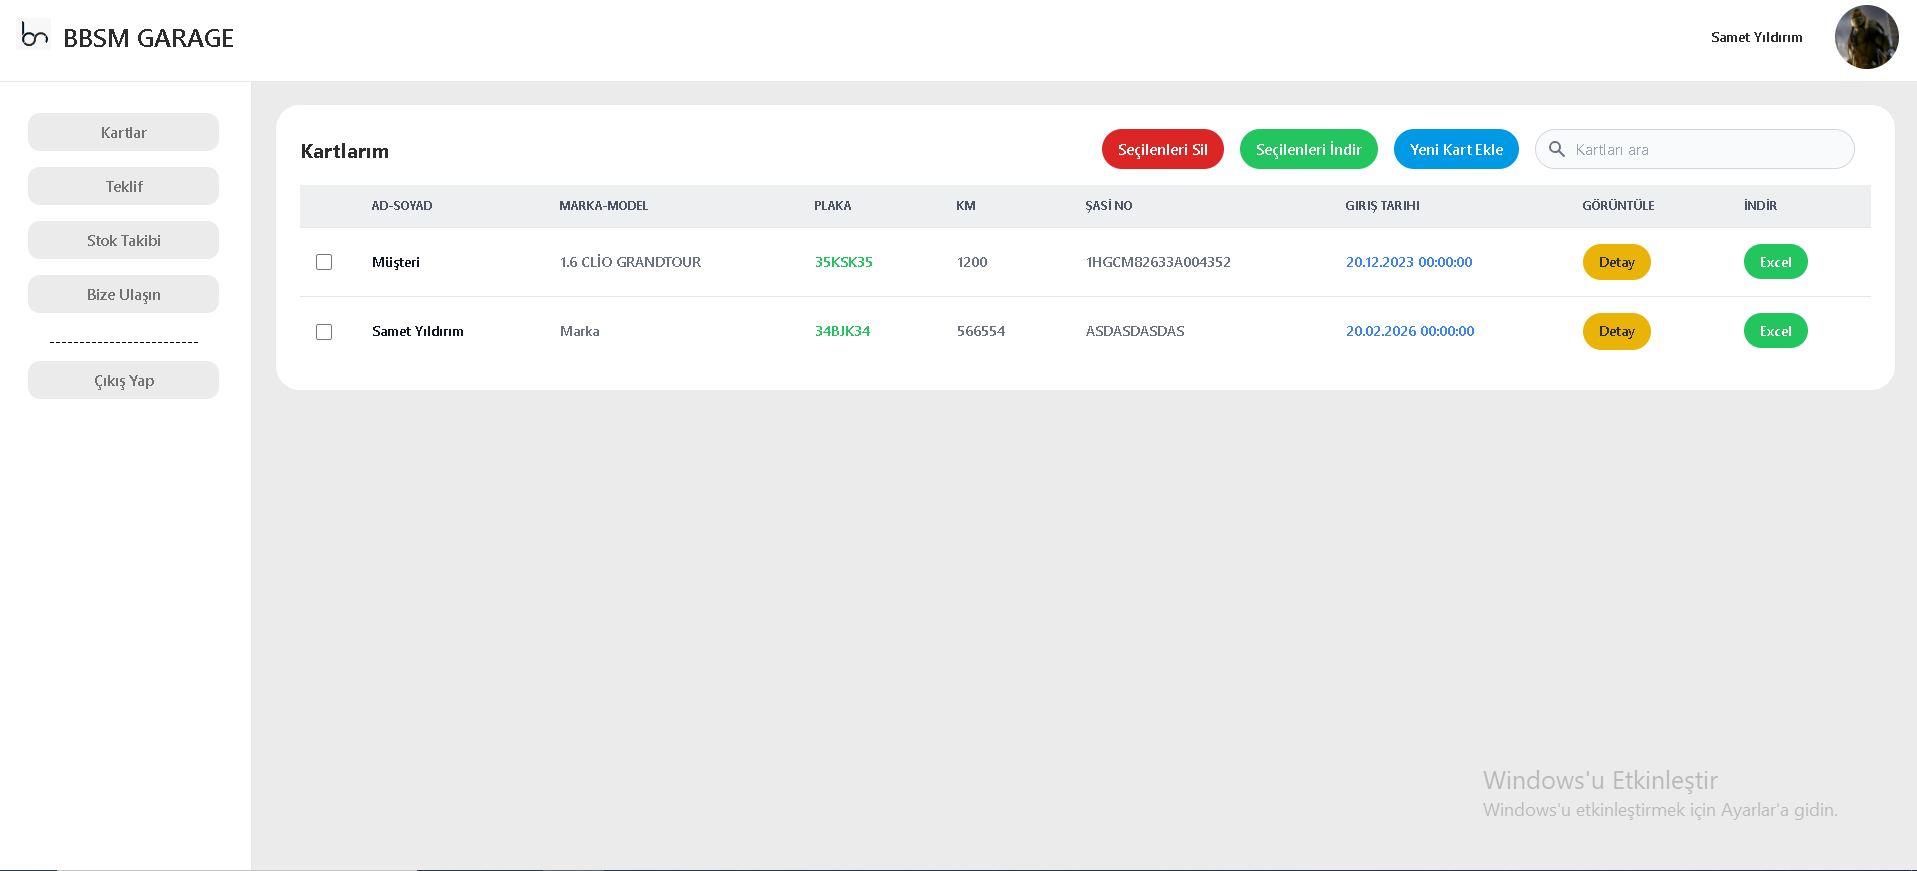 BBSM GARAGE
Samet Yıldırım
Kartlar
Teklif
Stok Takibi
Bize Ulaşın
-------------------------
Çıkış Yap
Kartlarım
Seçilenleri Sil
Seçilenleri İndir
Yeni Kart Ekle
Kartları ara
AD-SOYAD MARKA-MODEL PLAKA KM ŞASİ NO GIRIŞ TARIHI GÖRÜNTÜLE İNDİR
Müşteri 1.6 CLİO GRANDTOUR 35KSK35 1200 1HGCM82633A004352 20.12.2023 00:00:00 Detay Excel
Samet Yıldırım Marka 34BJK34 566554 ASDASDASDAS 20.02.2026 00:00:00 Detay Excel
Windows'u Etkinleştir
Windows'u etkinleştirmek için Ayarlar'a gidin.